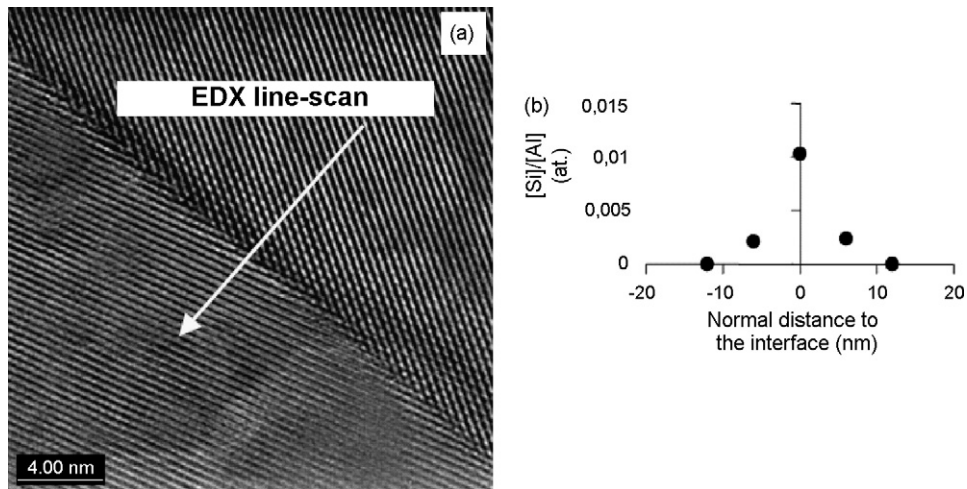 (a)
EDX line-scan
4.00 nm
(b)
[Si]/[Al]
(at.)
0,015
0,01
0,005
0
-20
-10
0
10
20
Normal distance to
the interface (nm)